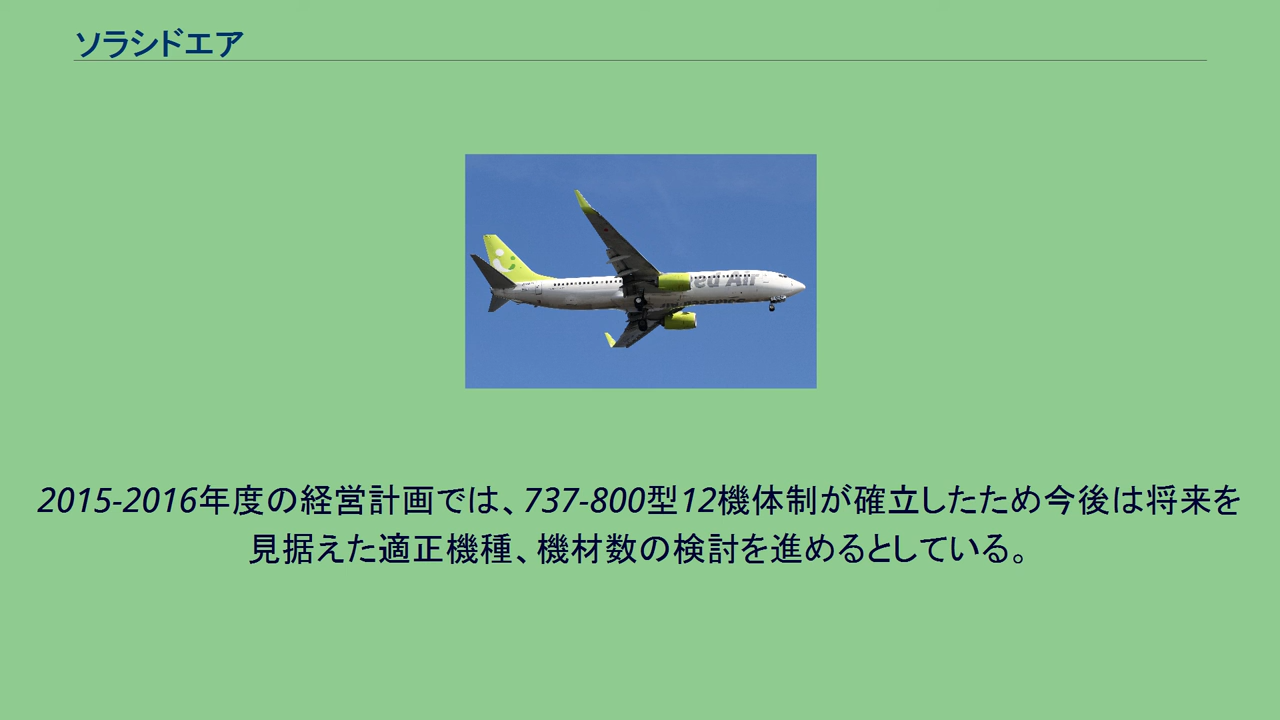 ソラシドエア
2015-2016年度の経営計画では、737-800型12機体制が確立したため今後は将来を
見据えた適正機種、機材数の検討を進めるとしている。